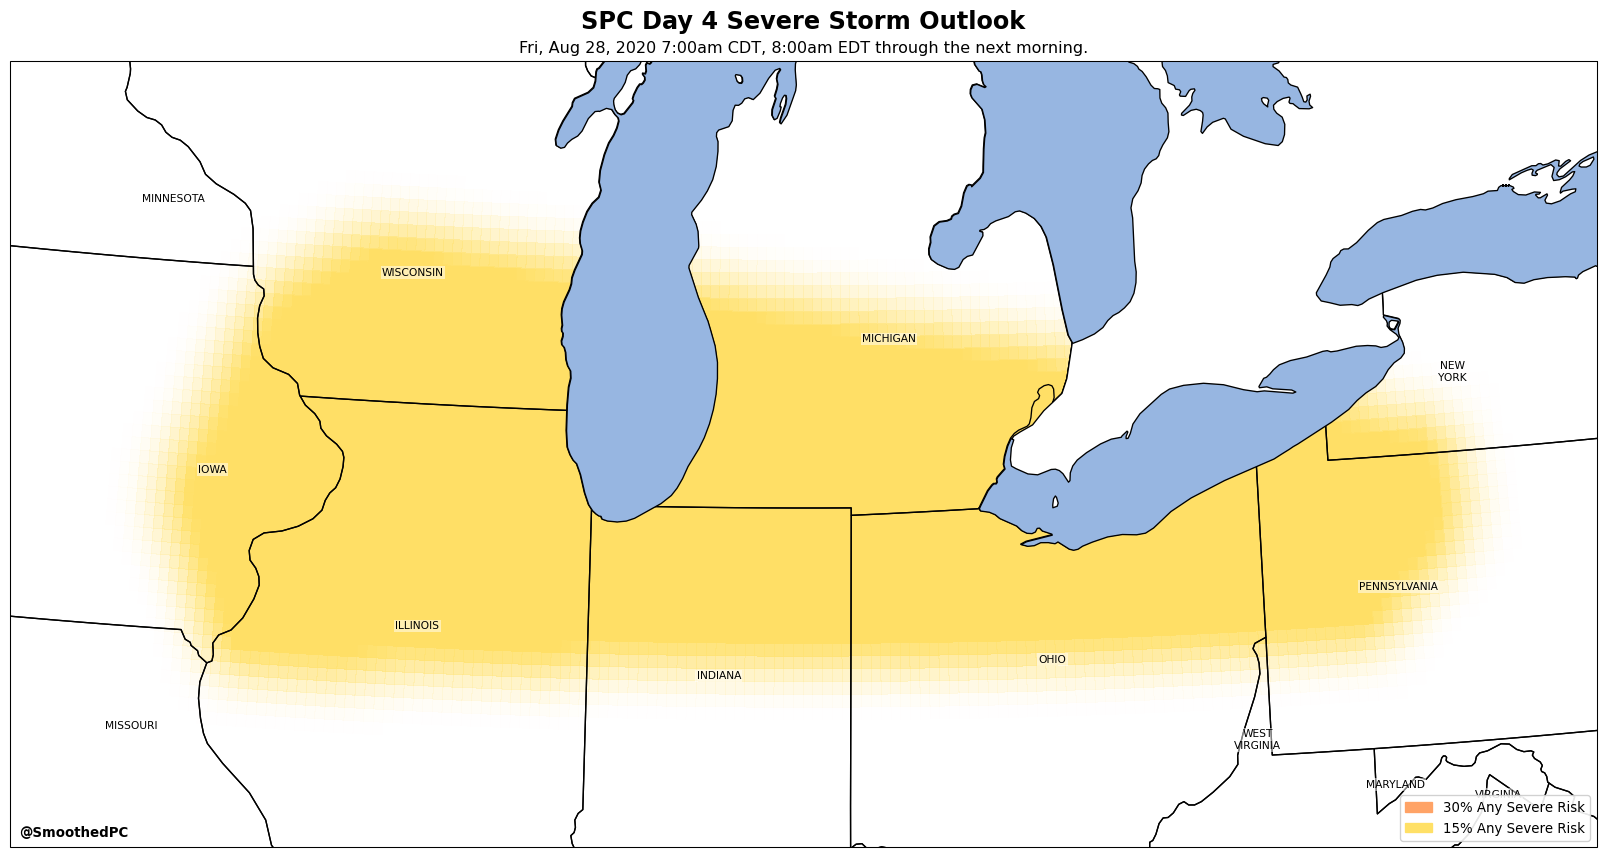 SPC Day 4 Severe Storm Outlook
Fri, Aug 28, 2020 7:00am CDT, 8:00am EDT through the next morning.
MINNESOTA
WISCONSIN
MICHIGAN
NEW
YORK
IOWA
PENNSYLVANIA
ILLINOIS
OHIO
INDIANA
MISSOURI
WEST
VIRGINIA
MARYLAND
VIRGINIA
30% Any Severe Risk
15% Any Severe Risk
@SmoothedPC